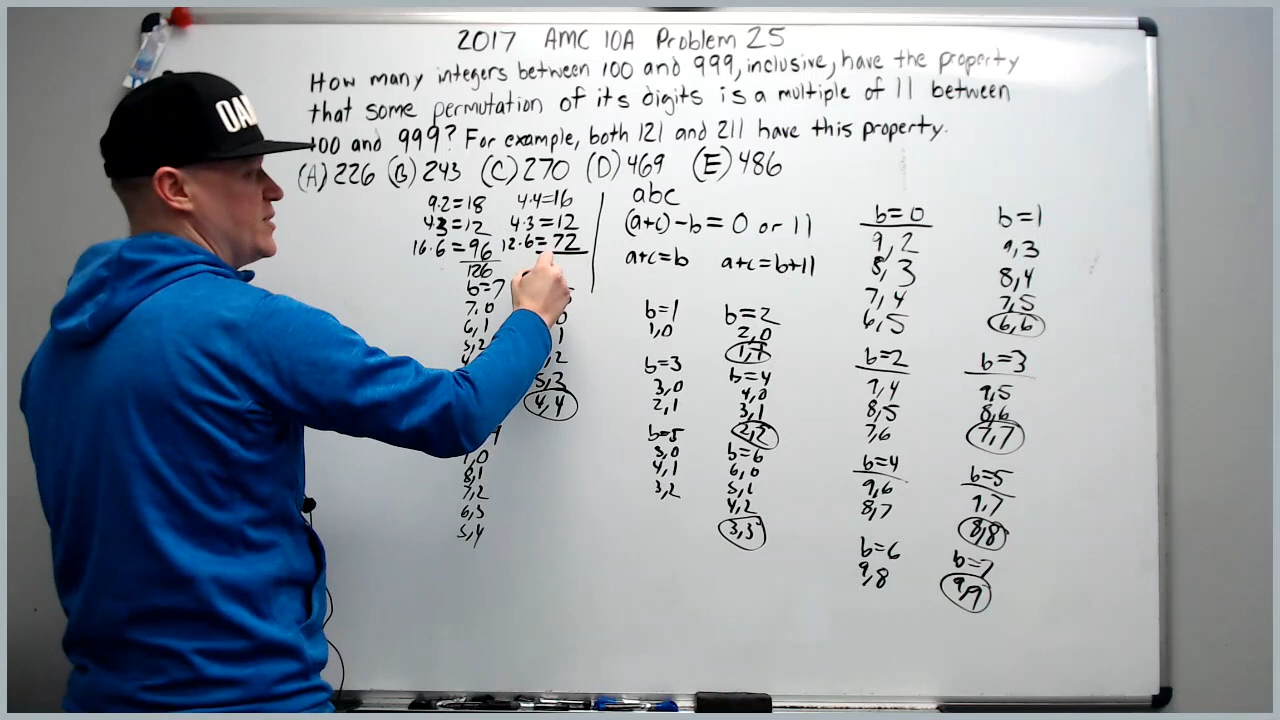 2017 AMC 10A Problem 25
How many integers between 100 and 999, inclusive, have the property
that some permutation of its digits is a multiple of 11 between
100 and 999? For example, both 121 and 211 have this property.
(A) 226 (B) 243 (C) 270 (D) 469 (E) 486
9·2=18
4·3=12
16·6=96
126
b=7
7,0
6,1
5,2
8,1
7,2
6,3
5,4
4·4=16
4·3=12
12·6=72
5,3
4,4
abc
(a+c)-b=0 or 11
a+c=b
a+c=b+11
b=1
1,0
b=3
3,0
2,1
b=5
5,0
4,1
3,2
b=2
2,0
1,1
b=4
4,0
3,1
2,2
b=6
6,0
5,1
4,2
3,3
b=0
9,2
8,3
7,4
6,5
b=2
9,4
8,5
7,6
b=4
9,6
8,7
b=6
9,8
b=1
9,3
8,4
7,5
6,6
b=3
9,5
8,6
7,7
b=5
9,7
8,8
b=7
9,9